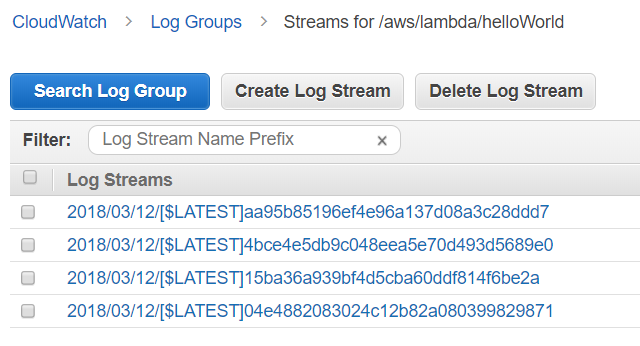 CloudWatch > Log Groups > Streams for /aws/lambda/helloWorld
Search Log Group Create Log Stream Delete Log Stream
Filter: Log Stream Name Prefix ×
Log Streams
2018/03/12/[$LATEST]aa95b85196ef4e96a137d08a3c28ddd7
2018/03/12/[$LATEST]4bce4e5db9c048eea5e70d493d5689e0
2018/03/12/[$LATEST]15ba36a939bf4d5cba60ddf814f6be2a
2018/03/12/[$LATEST]04e4882083024c12b82a080399829871